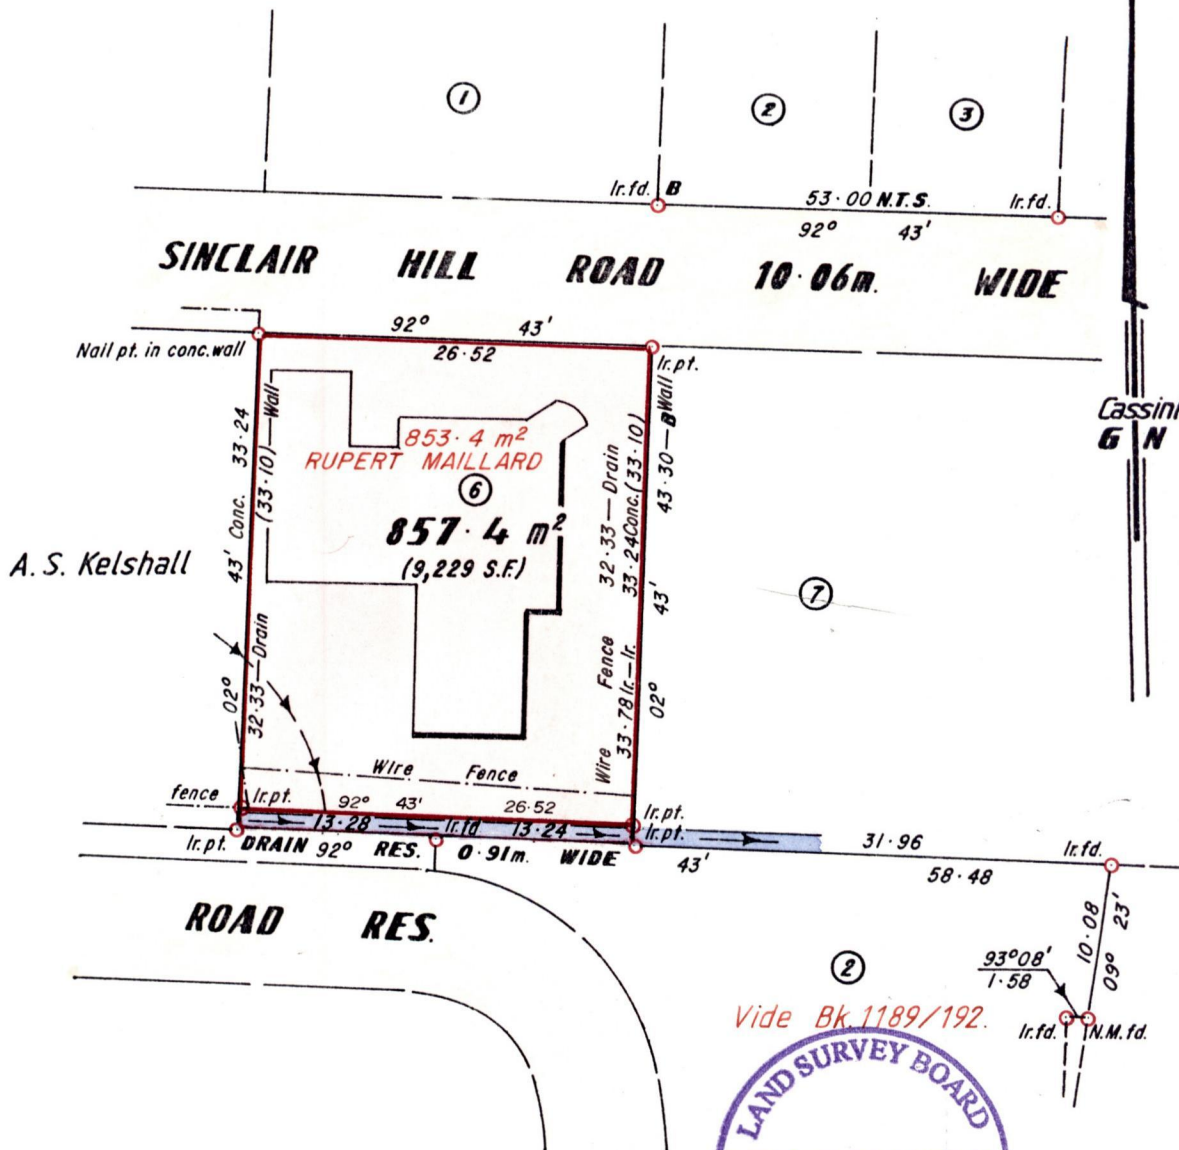 1
2
3
Ir.fd. B
53·00 N.T.S.
Ir.fd.
92° 43'
SINCLAIR HILL ROAD 10·06m. WIDE
92° 43'
Nail pt. in conc.wall
26·52
Ir.pt.
Cassini
G N
853·4 m²
RUPERT MAILLARD
6
857·4 m²
(9,229 S.F.)
A. S. Kelshall
02° 43' Conc. 33·24
(33·10)—Wall
32·33—Drain
32·33—Drain
33·24 Conc.(33·10)
43·30—B Wall
Wire Fence
33·78 Ir.—Ir.
02° 43'
7
Wire Fence
fence
Ir.pt.
92° 43' 26·52
Ir.pt.
13·28
Ir.fd
13·24
Ir.pt.
31·96
Ir.pt.
DRAIN RES. 0·91m. WIDE
92° 43'
58·48
Ir.fd.
ROAD RES.
10·08
09° 23'
2
93°08'
1·58
Vide Bk.1189/192.
Ir.fd.
N.M.fd.
LAND SURVEY BOARD